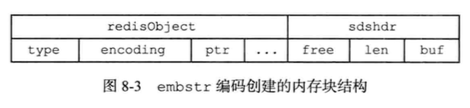 redisObject sdshdr
type encoding ptr ... free len buf
图 8-3 embstr 编码创建的内存块结构